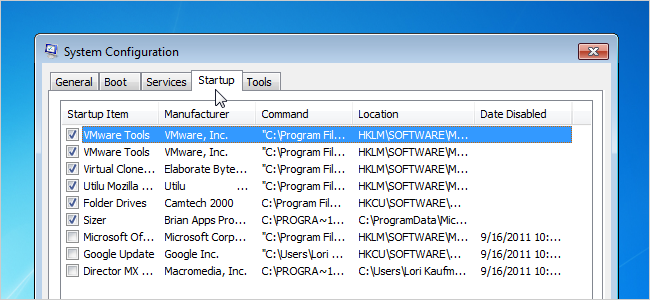 System Configuration
General Boot Services Startup Tools
Startup Item Manufacturer Command Location Date Disabled
VMware Tools VMware, Inc. "C:\Program Fil... HKLM\SOFTWARE\M...
VMware Tools VMware, Inc. "C:\Program Fil... HKLM\SOFTWARE\M...
Virtual Clone... Elaborate Byte... "C:\Program Fil... HKLM\SOFTWARE\M...
Utilu Mozilla ... Utilu ... "C:\Program Fil... HKCU\SOFTWARE\M...
Folder Drives Camtech 2000 "C:\Program Fil... HKCU\SOFTWARE\M...
Sizer Brian Apps Pro... C:\PROGRA~1... C:\ProgramData\Mic...
Microsoft Of... Microsoft Corp... "C:\Program Fil... HKLM\SOFTWARE\M... 9/16/2011 10:...
Google Update Google Inc. "C:\Users\Lori ... HKCU\SOFTWARE\M... 9/16/2011 10:...
Director MX ... Macromedia, Inc. C:\PROGRA~1... C:\Users\Lori Kaufm... 9/16/2011 10:...